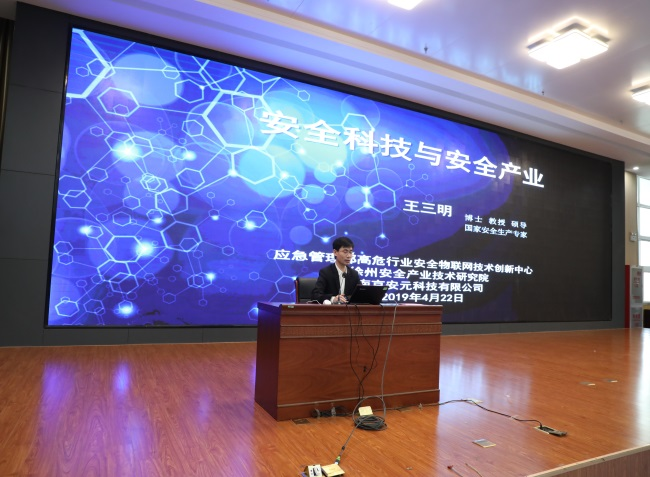 安全科技与安全产业
王三明 博士 教授 硕导
国家安全生产专家
应急管理部高危行业安全物联网技术创新中心
州安全产业技术研究院
南京安元科技有限公司
2019年4月22日